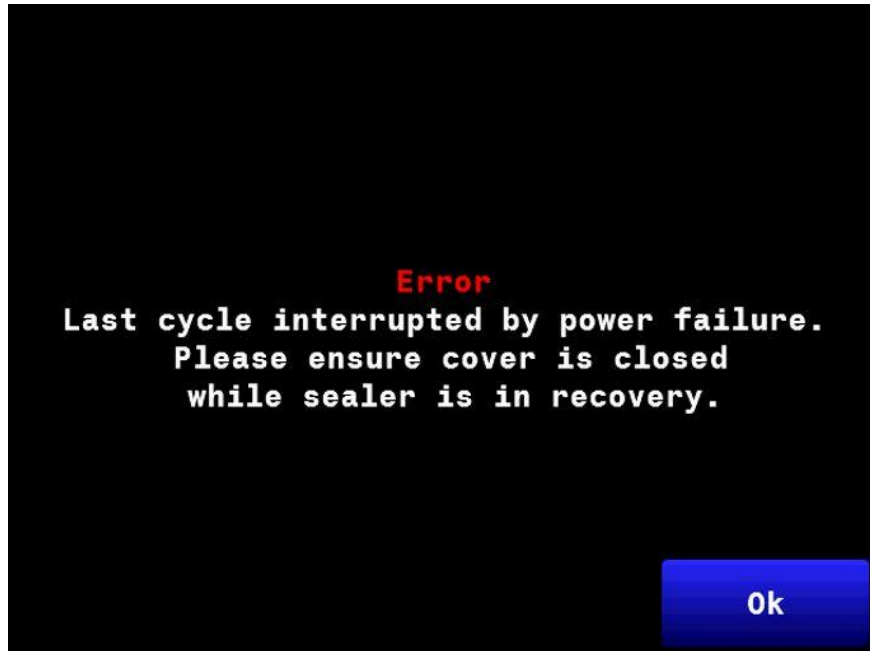 Error
Last cycle interrupted by power failure.
Please ensure cover is closed
while sealer is in recovery.
Ok